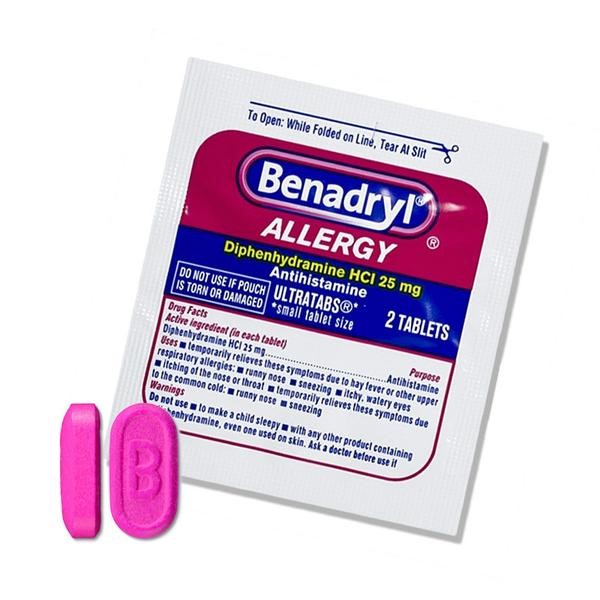 To Open: While Folded on Line, Tear At Slit
Benadryl®
ALLERGY ®
Diphenhydramine HCl 25 mg
Antihistamine
DO NOT USE IF POUCH
IS TORN OR DAMAGED
ULTRATABS®*
*small tablet size
2 TABLETS
Drug Facts
Active ingredient (in each tablet)
Purpose
Diphenhydramine HCl 25 mg....................Antihistamine
Uses ■ temporarily relieves these symptoms due to hay fever or other upper
respiratory allergies: ■ runny nose ■ sneezing ■ itchy, watery eyes
■ itching of the nose or throat ■ temporarily relieves these symptoms due
to the common cold: ■ runny nose ■ sneezing
Warnings
Do not use ■ to make a child sleepy ■ with any other product containing
diphenhydramine, even one used on skin. Ask a doctor before use if
B